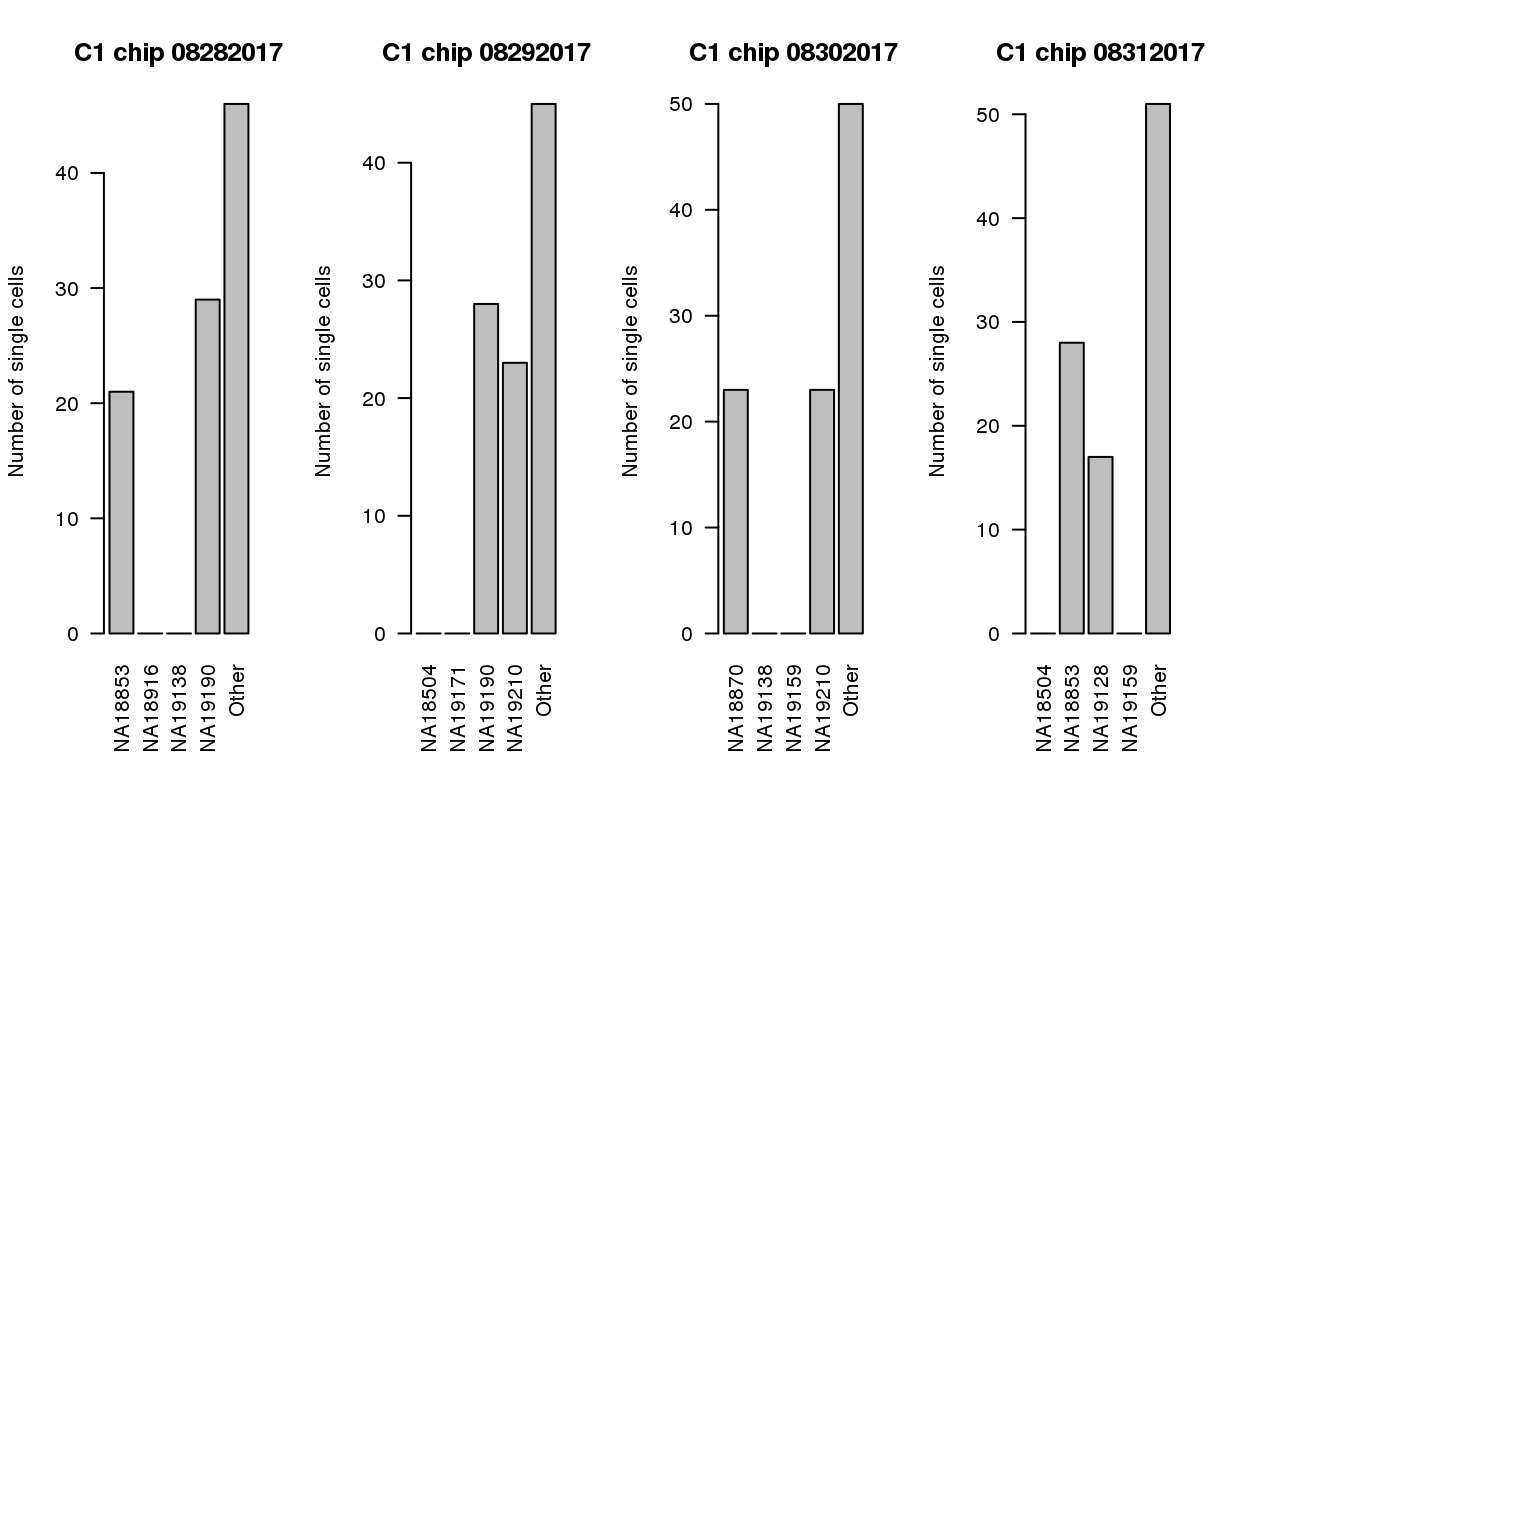 C1 chip 08282017
Number of single cells
40
30
20
10
0
NA18853
NA18916
NA19138
NA19190
Other
C1 chip 08292017
Number of single cells
40
30
20
10
0
NA18504
NA19171
NA19190
NA19210
Other
C1 chip 08302017
Number of single cells
50
40
30
20
10
0
NA18870
NA19138
NA19159
NA19210
Other
C1 chip 08312017
Number of single cells
50
40
30
20
10
0
NA18504
NA18853
NA19128
NA19159
Other